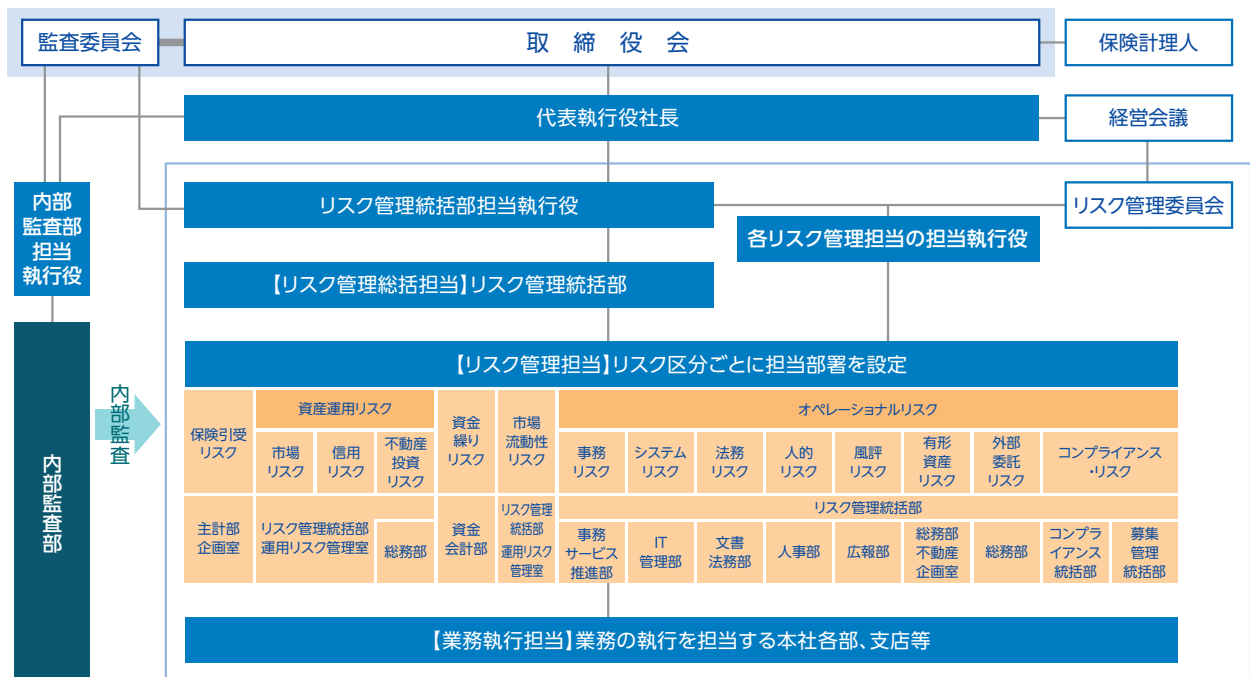 監査委員会
取締役会
保険計理人
代表執行役社長
経営会議
内部
監査部
担当
執行役
リスク管理統括部担当執行役
リスク管理委員会
各リスク管理担当の担当執行役
【リスク管理総括担当】リスク管理統括部
内部監査部
内部監査
【リスク管理担当】リスク区分ごとに担当部署を設定
保険引受
リスク
資産運用リスク
市場
リスク
信用
リスク
不動産
投資
リスク
資金
繰り
リスク
市場
流動性
リスク
オペレーショナルリスク
事務
リスク
システム
リスク
法務
リスク
人的
リスク
風評
リスク
有形
資産
リスク
外部
委託
リスク
コンプライアンス
・リスク
主計部
企画室
リスク管理統括部
運用リスク管理室
総務部
資金
会計部
リスク管理
統括部
運用リスク
管理室
リスク管理統括部
事務
サービス
推進部
IT
管理部
文書
法務部
人事部
広報部
総務部
不動産
企画室
総務部
コンプラ
イアンス
統括部
募集
管理
統括部
【業務執行担当】業務の執行を担当する本社各部、支店等